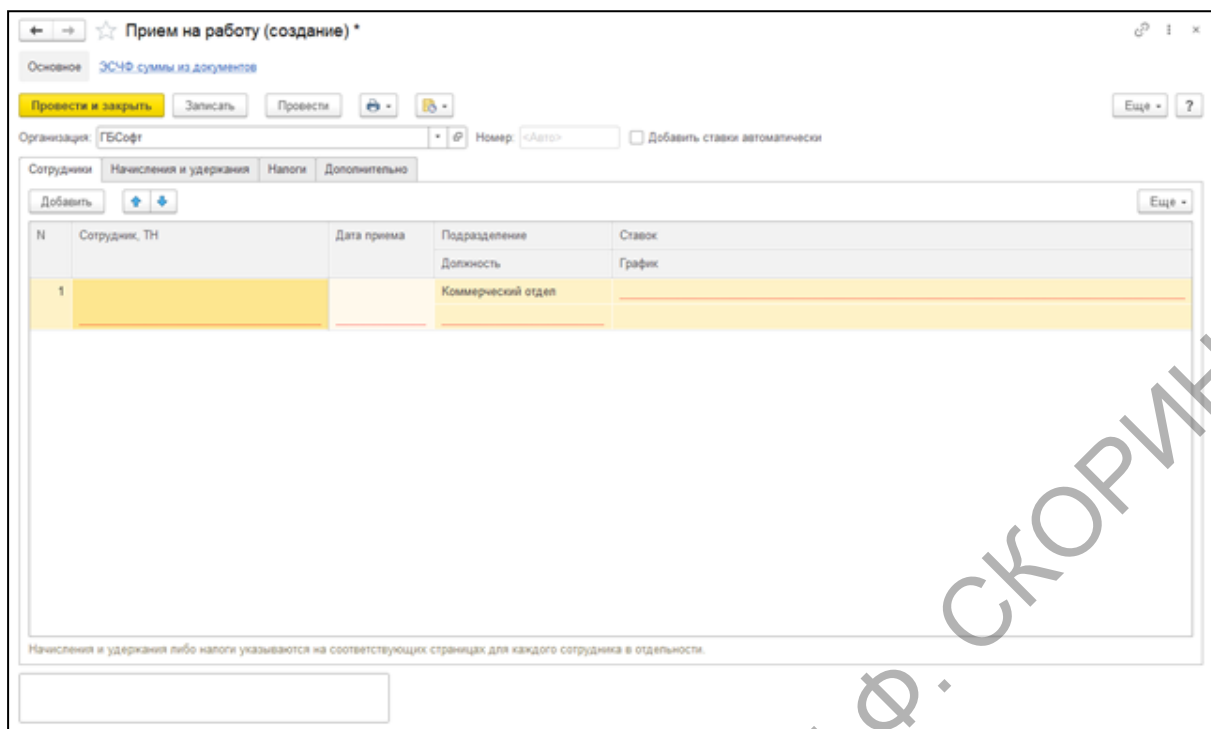 Прием на работу (создание) *
Основное ЭСЧФ суммы из документов
Провести и закрыть Записать Провести Еще ?
Организация: ГБСофт Номер: <Авто> Добавить ставки автоматически
Сотрудники Начисления и удержания Налоги Дополнительно
Добавить Еще
N Сотрудник, ТН Дата приема Подразделение Ставок
Должность График
1 Коммерческий отдел
Начисления и удержания либо налоги указываются на соответствующих страницах для каждого сотрудника в отдельности.
Ф. СКОРИН